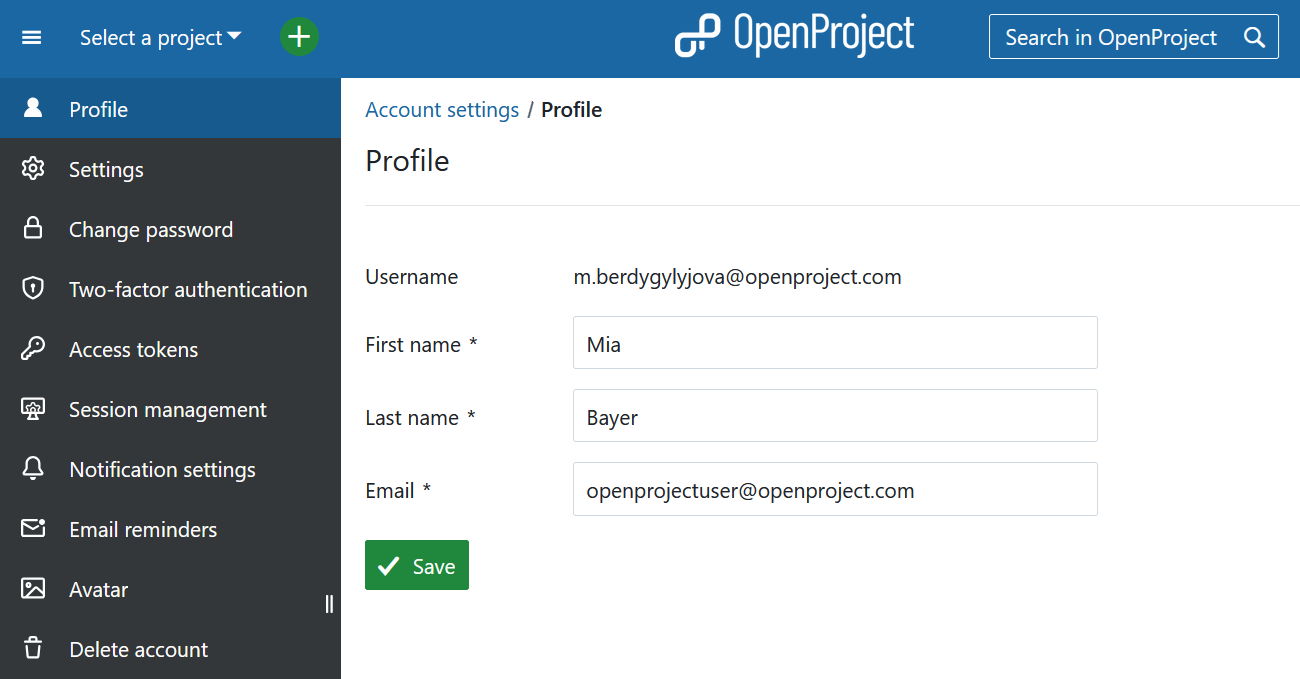 Select a project
OpenProject
Search in OpenProject
Profile
Settings
Change password
Two-factor authentication
Access tokens
Session management
Notification settings
Email reminders
Avatar
Delete account
Account settings / Profile
Profile
Username m.berdygylyjova@openproject.com
First name * Mia
Last name * Bayer
Email * openprojectuser@openproject.com
Save